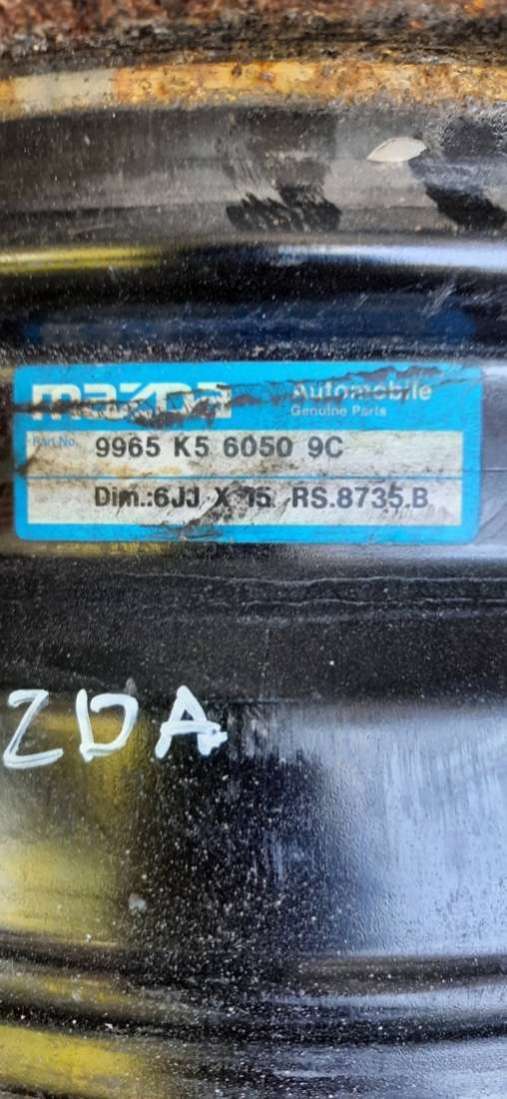 mazda
Automobile
Genuine Parts
Part No. 9965 K5 6050 9C
Dim.:6JJ X 15 RS.8735.B
ZDA